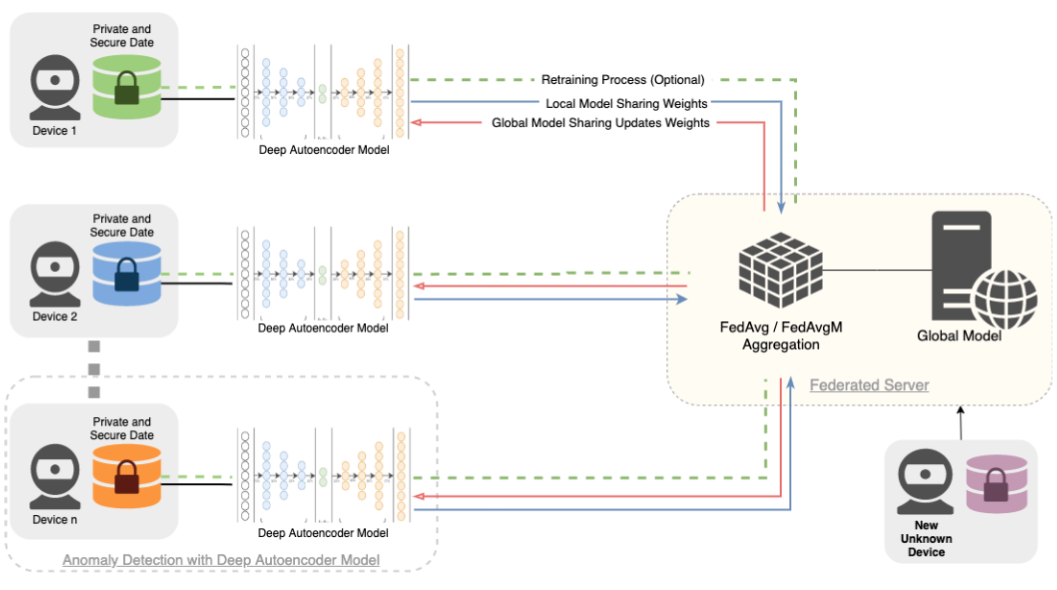 Private and
Secure Date
Device 1
Deep Autoencoder Model
Retraining Process (Optional)
Local Model Sharing Weights
Global Model Sharing Updates Weights
Private and
Secure Date
Device 2
Deep Autoencoder Model
FedAvg / FedAvgM
Aggregation
Global Model
Federated Server
Private and
Secure Date
Device n
Deep Autoencoder Model
Anomaly Detection with Deep Autoencoder Model
New
Unknown
Device